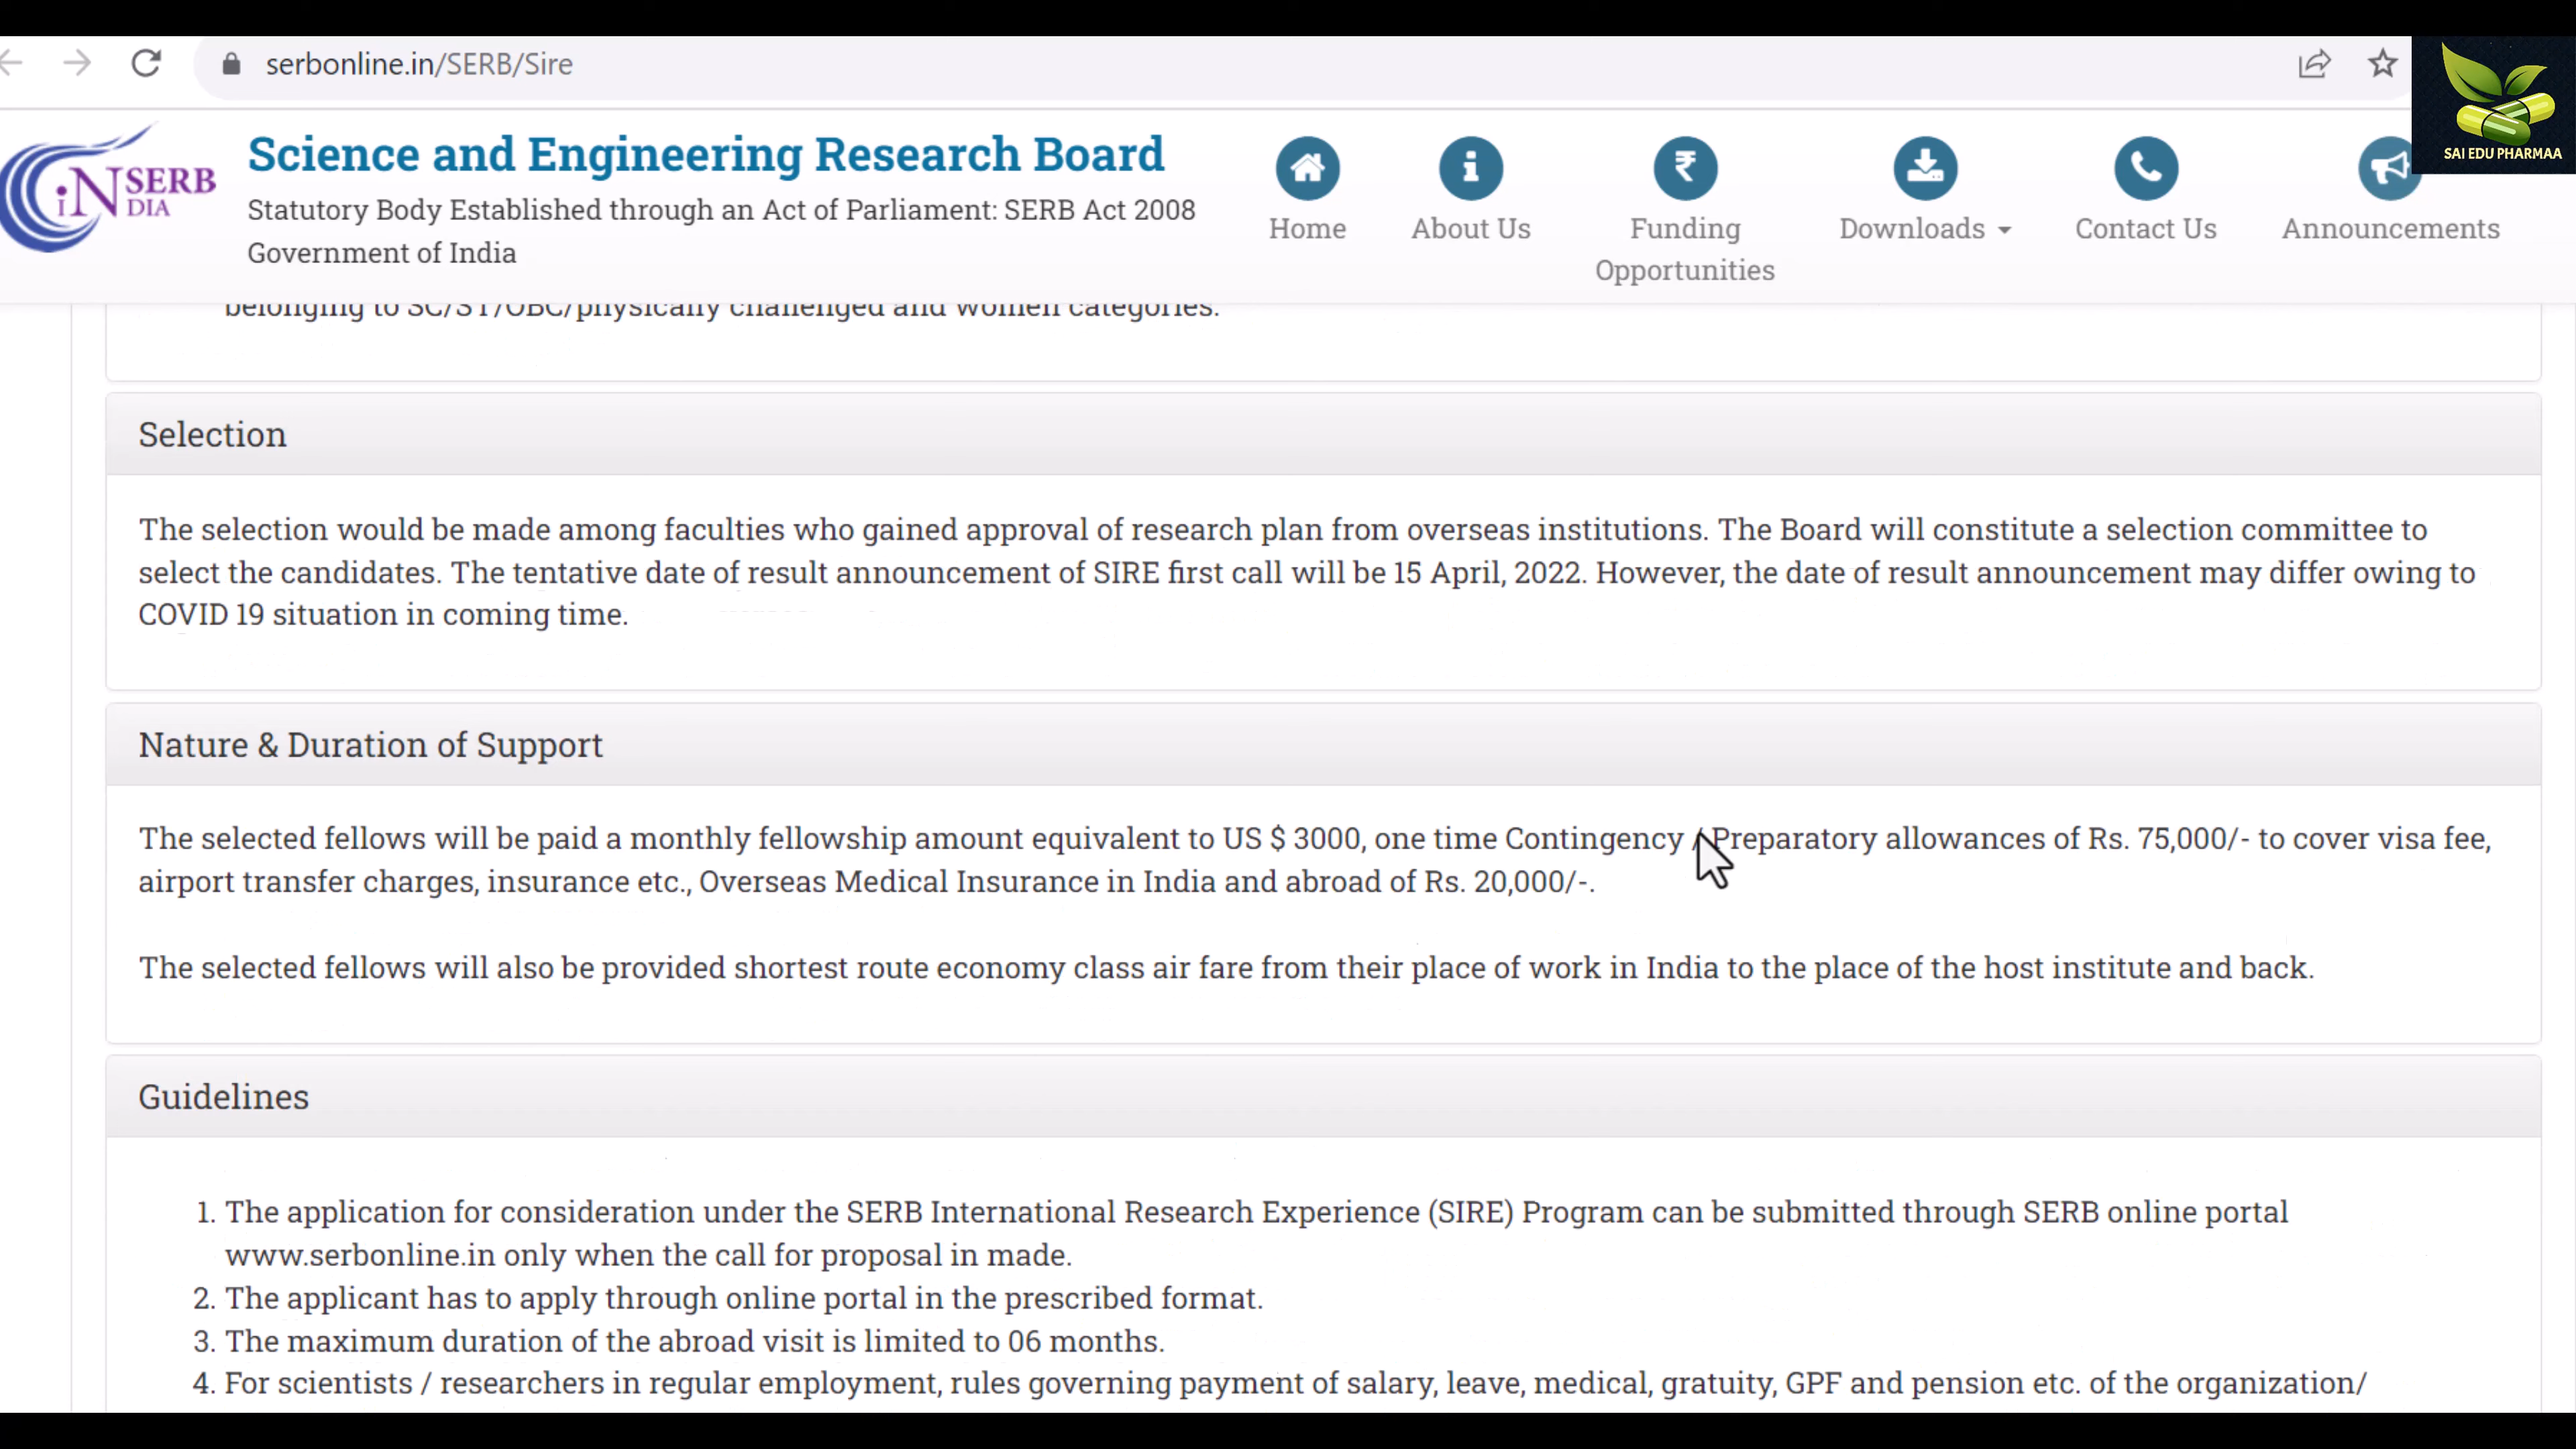 serbonline.in/SERB/Sire
SAI EDU PHARMAA
iN SERB
DIA
Science and Engineering Research Board
Statutory Body Established through an Act of Parliament: SERB Act 2008
Government of India
Home
About Us
Funding
Opportunities
Downloads
Contact Us
Announcements
belonging to SC/ST/OBC/physically challenged and women categories.
Selection
The selection would be made among faculties who gained approval of research plan from overseas institutions. The Board will constitute a selection committee to
select the candidates. The tentative date of result announcement of SIRE first call will be 15 April, 2022. However, the date of result announcement may differ owing to
COVID 19 situation in coming time.
Nature & Duration of Support
The selected fellows will be paid a monthly fellowship amount equivalent to US $ 3000, one time Contingency / Preparatory allowances of Rs. 75,000/- to cover visa fee,
airport transfer charges, insurance etc., Overseas Medical Insurance in India and abroad of Rs. 20,000/-.
The selected fellows will also be provided shortest route economy class air fare from their place of work in India to the place of the host institute and back.
Guidelines
1. The application for consideration under the SERB International Research Experience (SIRE) Program can be submitted through SERB online portal
www.serbonline.in only when the call for proposal in made.
2. The applicant has to apply through online portal in the prescribed format.
3. The maximum duration of the abroad visit is limited to 06 months.
4. For scientists / researchers in regular employment, rules governing payment of salary, leave, medical, gratuity, GPF and pension etc. of the organization/